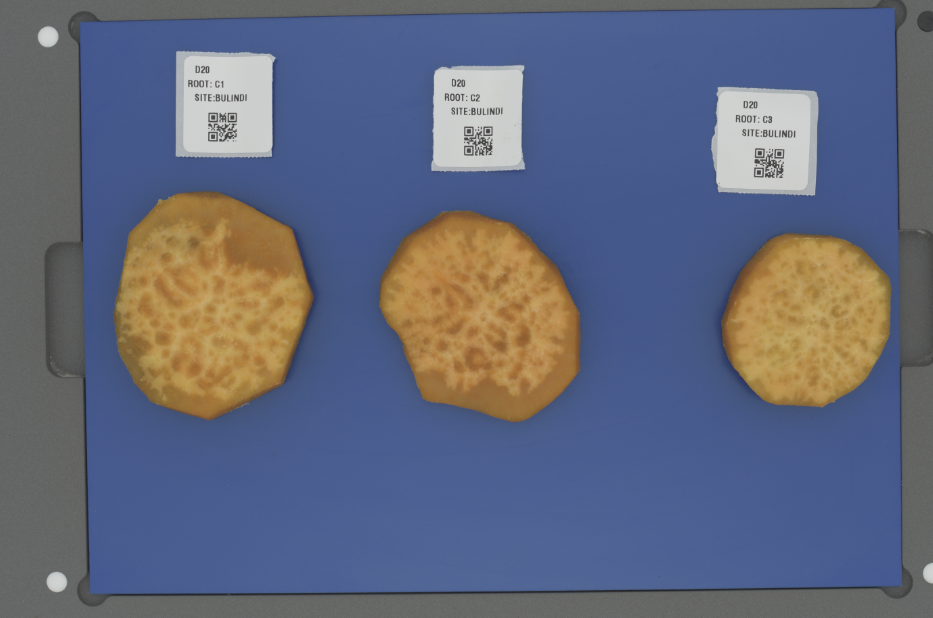 D20
ROOT: C1
SITE:BULINDI
D20
ROOT: C2
SITE:BULINDI
D20
ROOT: C3
SITE:BULINDI